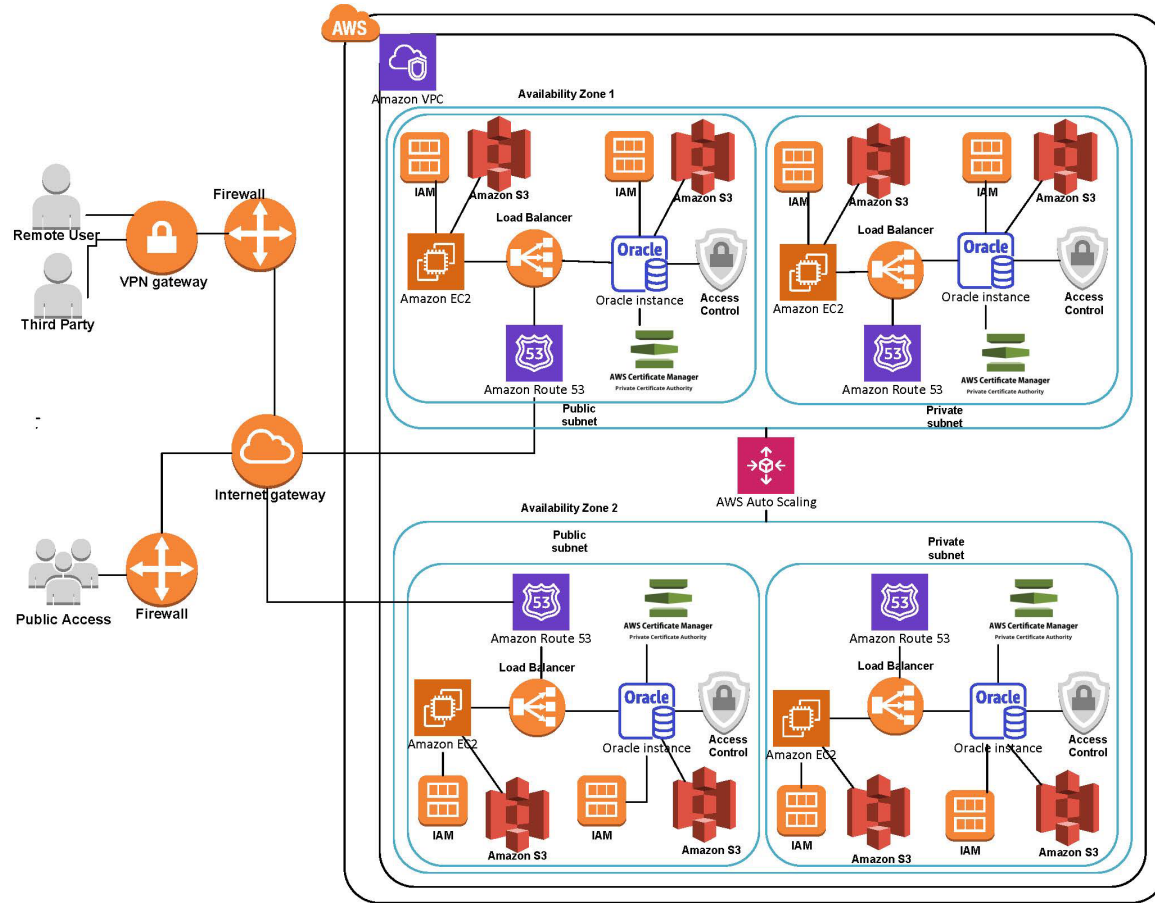 AWS
Amazon VPC
Availability Zone 1
IAM
Amazon S3
IAM
Amazon S3
IAM
Amazon S3
IAM
Amazon S3
Firewall
Remote User
VPN gateway
Third Party
Load Balancer
Amazon EC2
Oracle
Oracle instance
Access
Control
Load Balancer
Amazon EC2
Oracle
Oracle instance
Access
Control
53
Amazon Route 53
AWS Certificate Manager
Private Certificate Authority
53
Amazon Route 53
AWS Certificate Manager
Private Certificate Authority
Public
subnet
Private
subnet
Internet gateway
AWS Auto Scaling
Availability Zone 2
Public
subnet
Private
subnet
Public Access
Firewall
53
Amazon Route 53
AWS Certificate Manager
Private Certificate Authority
53
Amazon Route 53
AWS Certificate Manager
Private Certificate Authority
Load Balancer
Amazon EC2
Oracle
Oracle instance
Access
Control
Load Balancer
Amazon EC2
Oracle
Oracle instance
Access
Control
IAM
Amazon S3
IAM
Amazon S3
IAM
Amazon S3
IAM
Amazon S3